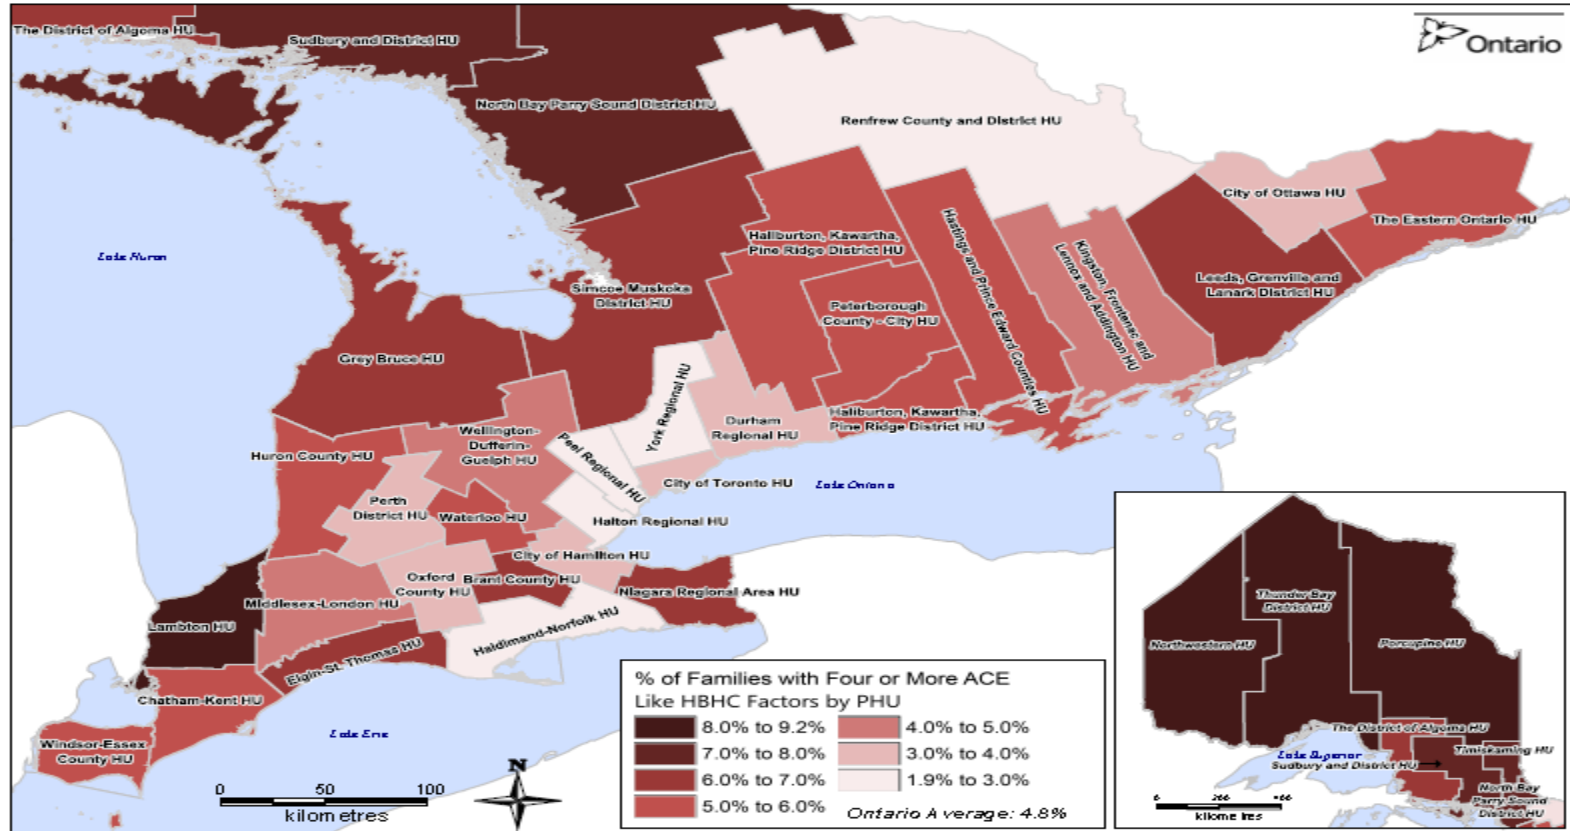 The District of Algoma HU
Sudbury and District HU
Ontario
North Bay Parry Sound District HU
Renfrew County and District HU
City of Ottawa HU
The Eastern Ontario HU
Haliburton, Kawartha,
Pine Ridge District HU
Hastings and Prince Edward Counties HU
Kingston, Frontenac and
Lennox and Addington HU
Leeds, Grenville and
Lanark District HU
Lake Huron
Simcoe Muskoka
District HU
Peterborough
County - City HU
Grey Bruce HU
York Regional HU
Durham
Regional HU
Haliburton, Kawartha,
Pine Ridge District HU
Huron County HU
Wellington-
Dufferin-
Guelph HU
Peel Regional HU
City of Toronto HU
Lake Ontario
Perth
District HU
Waterloo HU
Halton Regional HU
City of Hamilton HU
Oxford
County HU
Brant County HU
Niagara Regional Area HU
Middlesex-London HU
Lambton HU
Haldimand-Norfolk HU
Elgin-St. Thomas HU
Chatham-Kent HU
Windsor-Essex
County HU
Lake Erie
N
0 50 100
kilometres
% of Families with Four or More ACE
Like HBHC Factors by PHU
8.0% to 9.2%
7.0% to 8.0%
6.0% to 7.0%
5.0% to 6.0%
4.0% to 5.0%
3.0% to 4.0%
1.9% to 3.0%
Ontario Average: 4.8%
Thunder Bay
District HU
Northwestern HU
Porcupine HU
The District of Algoma HU
Lake Superior
Timiskaming HU
Sudbury and District HU
North Bay
Parry Sound
District HU
kilometres